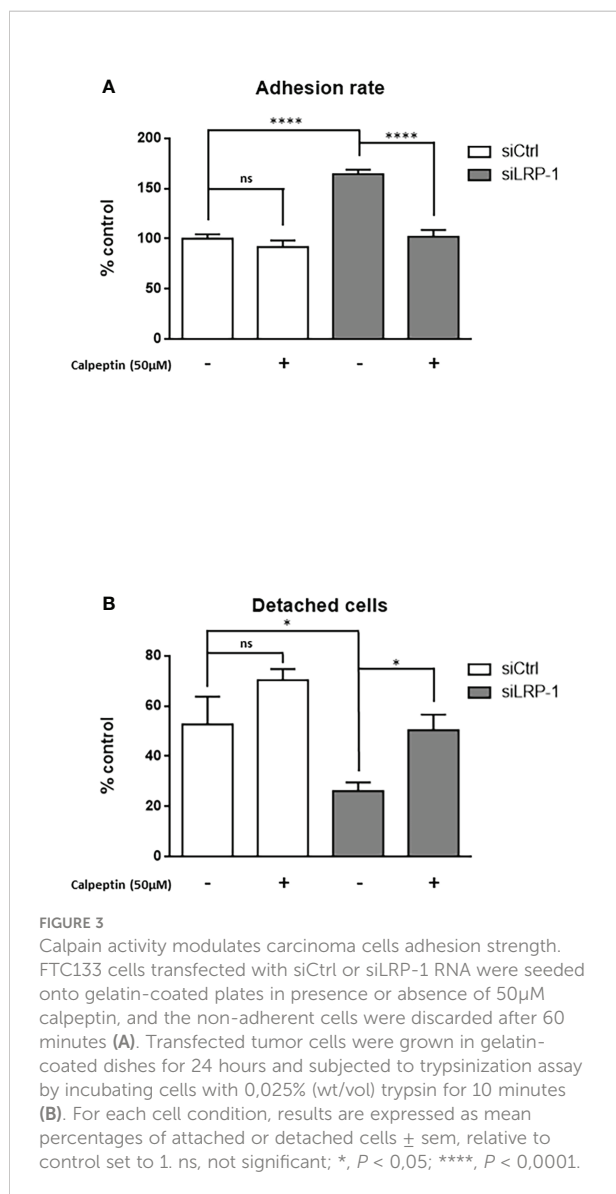 A
Adhesion rate
****
****
ns
siCtrl
siLRP-1
200
150
100
50
0
% control
Calpeptin (50µM)
-
+
-
+
B
Detached cells
*
ns
*
siCtrl
siLRP-1
80
60
40
20
0
% control
Calpeptin (50µM)
-
+
-
+
FIGURE 3
Calpain activity modulates carcinoma cells adhesion strength.
FTC133 cells transfected with siCtrl or siLRP-1 RNA were seeded
onto gelatin-coated plates in presence or absence of 50µM
calpeptin, and the non-adherent cells were discarded after 60
minutes (A). Transfected tumor cells were grown in gelatin-
coated dishes for 24 hours and subjected to trypsinization assay
by incubating cells with 0,025% (wt/vol) trypsin for 10 minutes
(B). For each cell condition, results are expressed as mean
percentages of attached or detached cells ± sem, relative to
control set to 1. ns, not significant; *, P < 0,05; ****, P < 0,0001.